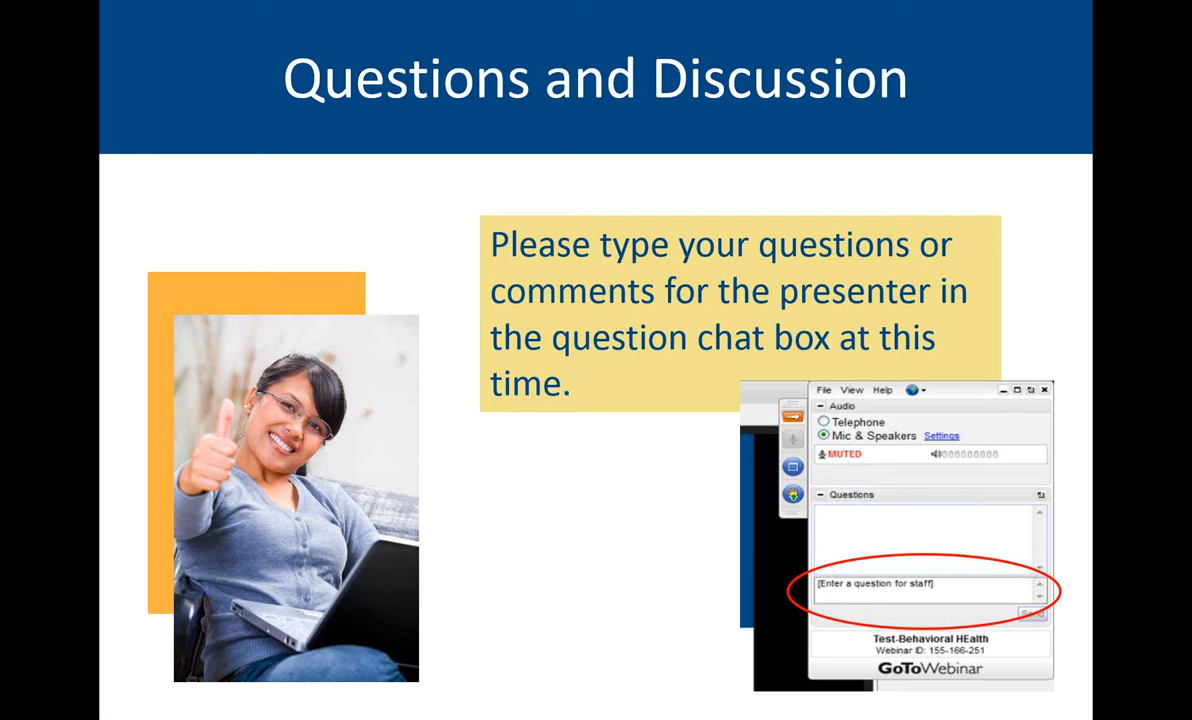 Questions and Discussion
Please type your questions or
comments for the presenter in
the question chat box at this
time.
File View Help
Audio
Telephone
Mic & Speakers Settings
MUTED
Questions
[Enter a question for staff]
Send
Test-Behavioral HEalth
Webinar ID: 155-166-251
GoToWebinar